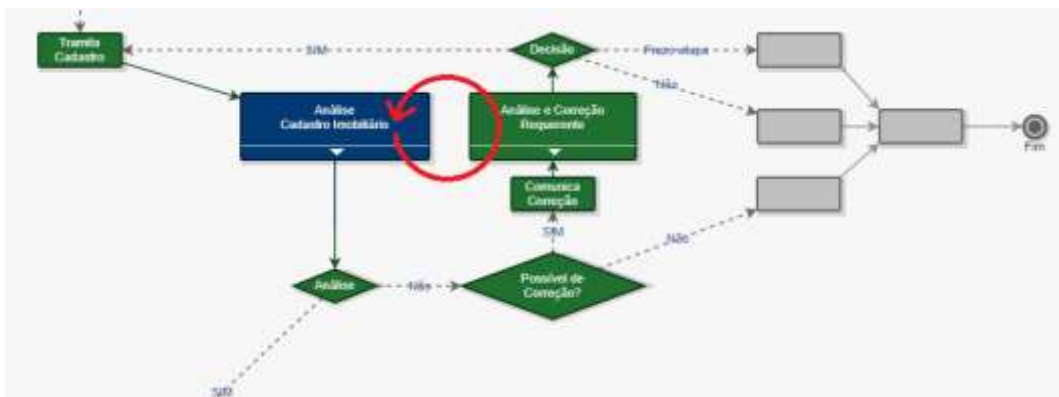 Tramita
Cadastro
SIM
Decisão
Prazo
Não
Análise
Cadastro Imobiliário
Análise e Correção
Requerente
Fim
Comunica
Correção
SIM
Não
Análise
Não
Possível de
Correção?
SIM